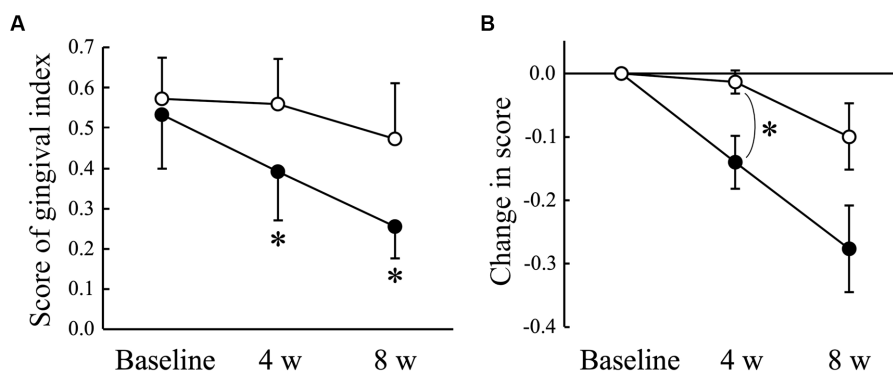 A
Score of gingival index
0.7
0.6
0.5
0.4
0.3
0.2
0.1
0.0
*
*
Baseline 4 w 8 w
B
Change in score
0.0
-0.1
-0.2
-0.3
-0.4
*
Baseline 4 w 8 w